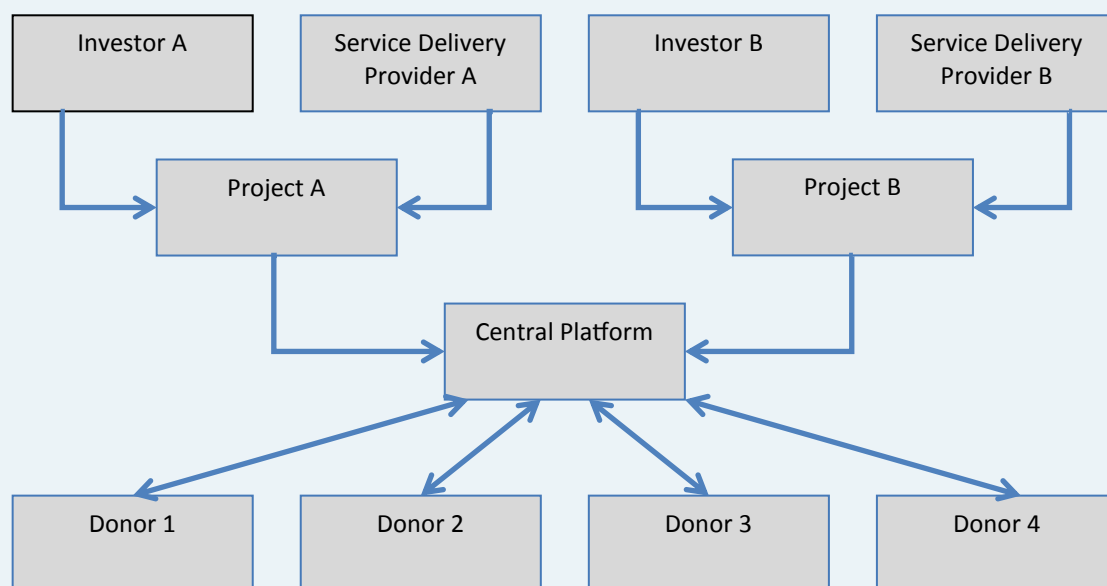 Investor A
Service Delivery
Provider A
Investor B
Service Delivery
Provider B
Project A
Project B
Central Platform
Donor 1
Donor 2
Donor 3
Donor 4